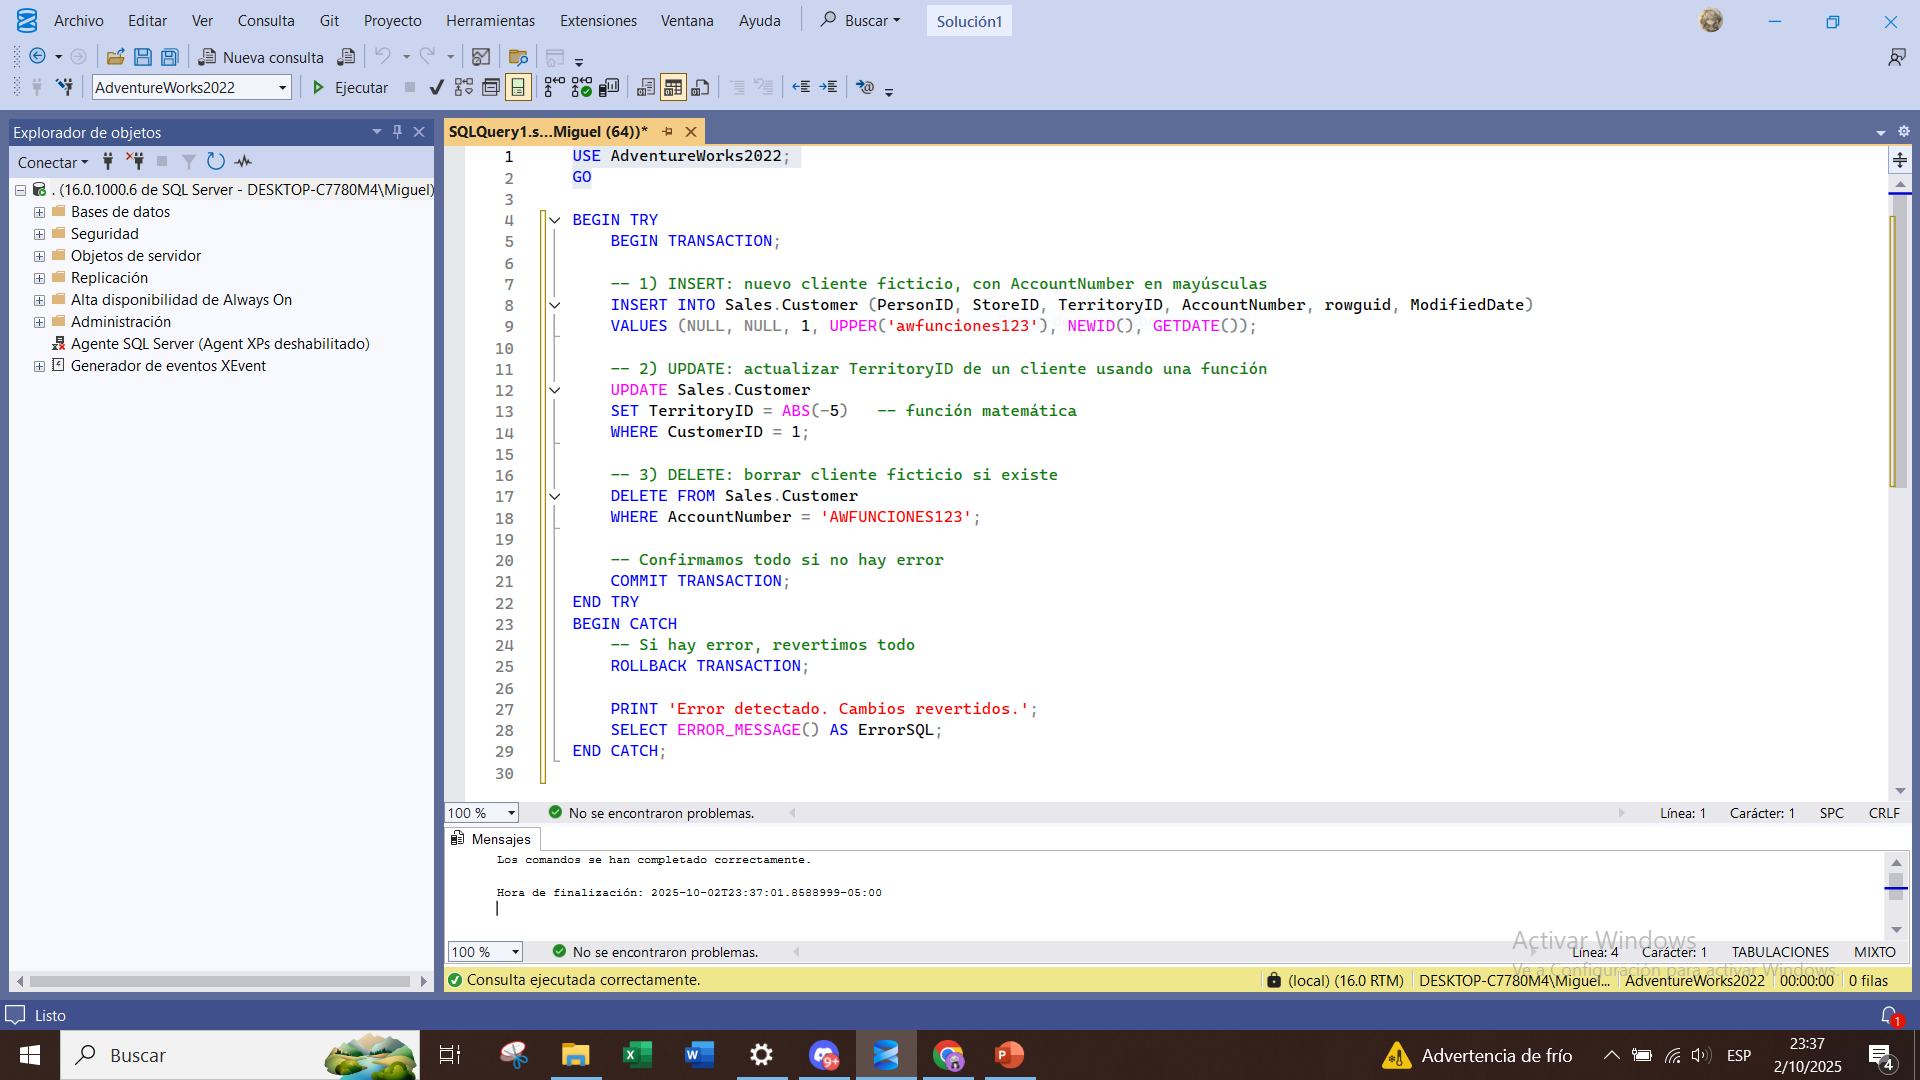 Archivo Editar Ver Consulta Git Proyecto Herramientas Extensiones Ventana Ayuda Buscar Solución1
Nueva consulta
AdventureWorks2022 Ejecutar
Explorador de objetos
Conectar
. (16.0.1000.6 de SQL Server - DESKTOP-C7780M4\Miguel)
Bases de datos
Seguridad
Objetos de servidor
Replicación
Alta disponibilidad de Always On
Administración
Agente SQL Server (Agent XPs deshabilitado)
Generador de eventos XEvent
SQLQuery1.s...Miguel (64))*
1 USE AdventureWorks2022;
2 GO
3
4 BEGIN TRY
5 BEGIN TRANSACTION;
6
7 -- 1) INSERT: nuevo cliente ficticio, con AccountNumber en mayúsculas
8 INSERT INTO Sales.Customer (PersonID, StoreID, TerritoryID, AccountNumber, rowguid, ModifiedDate)
9 VALUES (NULL, NULL, 1, UPPER('awfunciones123'), NEWID(), GETDATE());
10
11 -- 2) UPDATE: actualizar TerritoryID de un cliente usando una función
12 UPDATE Sales.Customer
13 SET TerritoryID = ABS(-5) -- función matemática
14 WHERE CustomerID = 1;
15
16 -- 3) DELETE: borrar cliente ficticio si existe
17 DELETE FROM Sales.Customer
18 WHERE AccountNumber = 'AWFUNCIONES123';
19
20 -- Confirmamos todo si no hay error
21 COMMIT TRANSACTION;
22 END TRY
23 BEGIN CATCH
24 -- Si hay error, revertimos todo
25 ROLLBACK TRANSACTION;
26
27 PRINT 'Error detectado. Cambios revertidos.';
28 SELECT ERROR_MESSAGE() AS ErrorSQL;
29 END CATCH;
30
100 % No se encontraron problemas. Línea: 1 Carácter: 1 SPC CRLF
Mensajes
Los comandos se han completado correctamente.
Hora de finalización: 2025-10-02T23:37:01.8588999-05:00
Activar Windows
Ve a Configuración para activar Windows.
100 % No se encontraron problemas. Línea: 4 Carácter: 1 TABULACIONES MIXTO
Consulta ejecutada correctamente. (local) (16.0 RTM) DESKTOP-C7780M4\Miguel... AdventureWorks2022 00:00:00 0 filas
Listo 1
Buscar 9+ Advertencia de frío ESP 23:37
2/10/2025 4